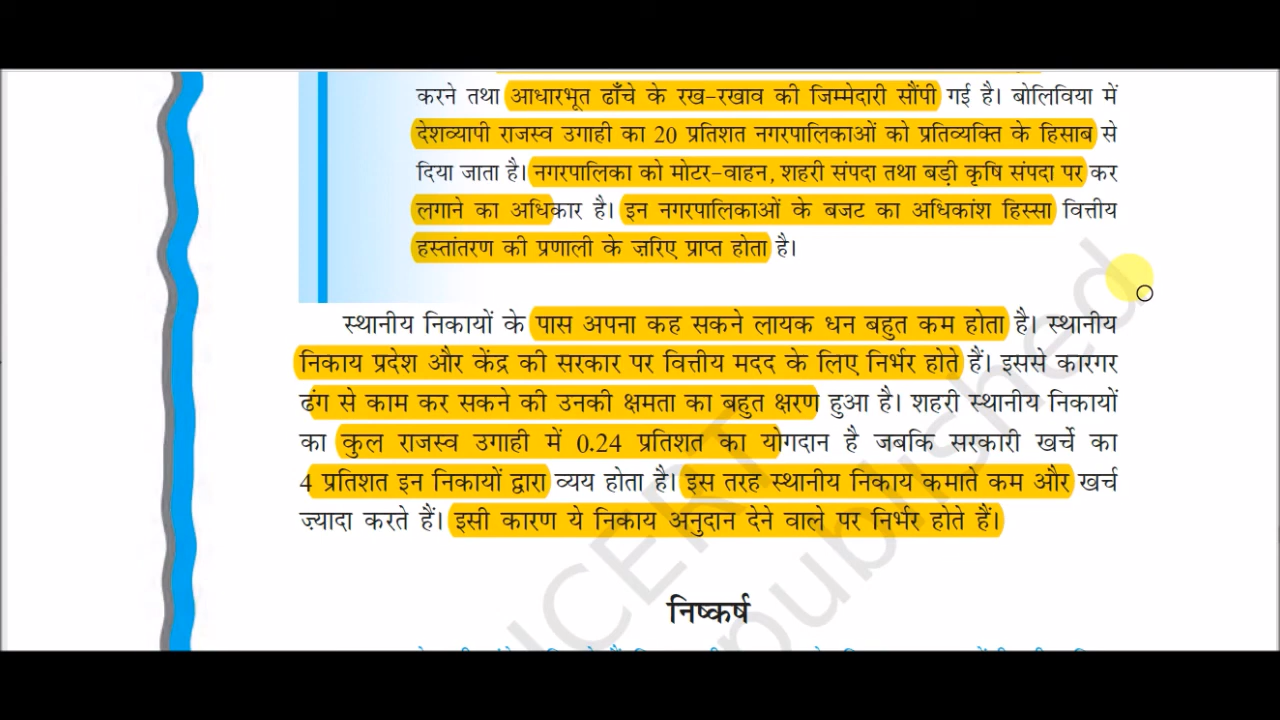 करने तथा आधारभूत ढाँचे के रख-रखाव की जिम्मेदारी सौंपी गई है। बोलिविया में
देशव्यापी राजस्व उगाही का 20 प्रतिशत नगरपालिकाओं को प्रतिव्यक्ति के हिसाब से
दिया जाता है। नगरपालिका को मोटर-वाहन, शहरी संपदा तथा बड़ी कृषि संपदा पर कर
लगाने का अधिकार है। इन नगरपालिकाओं के बजट का अधिकांश हिस्सा वित्तीय
हस्तांतरण की प्रणाली के ज़रिए प्राप्त होता है।
स्थानीय निकायों के पास अपना कह सकने लायक धन बहुत कम होता है। स्थानीय
निकाय प्रदेश और केंद्र की सरकार पर वित्तीय मदद के लिए निर्भर होते हैं। इससे कारगर
ढंग से काम कर सकने की उनकी क्षमता का बहुत क्षरण हुआ है। शहरी स्थानीय निकायों
का कुल राजस्व उगाही में 0.24 प्रतिशत का योगदान है जबकि सरकारी खर्चे का
4 प्रतिशत इन निकायों द्वारा व्यय होता है। इस तरह स्थानीय निकाय कमाते कम और खर्च
ज़्यादा करते हैं। इसी कारण ये निकाय अनुदान देने वाले पर निर्भर होते हैं।
निष्कर्ष
NCERT
published